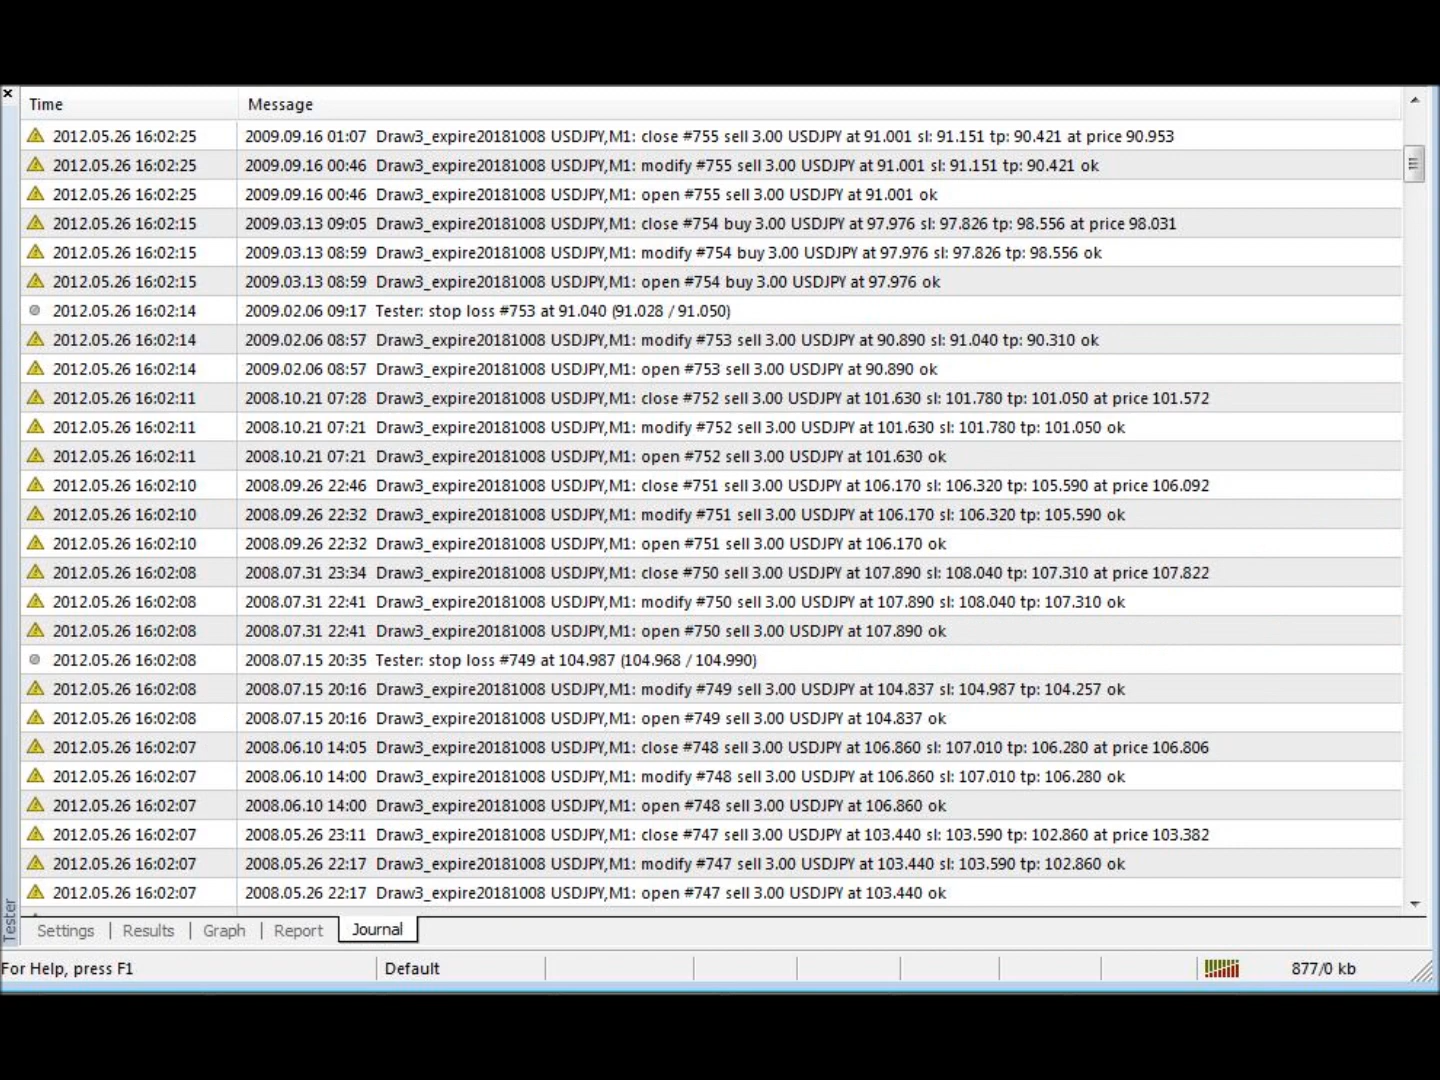 Time Message
2012.05.26 16:02:25 2009.09.16 01:07 Draw3_expire20181008 USDJPY,M1: close #755 sell 3.00 USDJPY at 91.001 sl: 91.151 tp: 90.421 at price 90.953
2012.05.26 16:02:25 2009.09.16 00:46 Draw3_expire20181008 USDJPY,M1: modify #755 sell 3.00 USDJPY at 91.001 sl: 91.151 tp: 90.421 ok
2012.05.26 16:02:25 2009.09.16 00:46 Draw3_expire20181008 USDJPY,M1: open #755 sell 3.00 USDJPY at 91.001 ok
2012.05.26 16:02:15 2009.03.13 09:05 Draw3_expire20181008 USDJPY,M1: close #754 buy 3.00 USDJPY at 97.976 sl: 97.826 tp: 98.556 at price 98.031
2012.05.26 16:02:15 2009.03.13 08:59 Draw3_expire20181008 USDJPY,M1: modify #754 buy 3.00 USDJPY at 97.976 sl: 97.826 tp: 98.556 ok
2012.05.26 16:02:15 2009.03.13 08:59 Draw3_expire20181008 USDJPY,M1: open #754 buy 3.00 USDJPY at 97.976 ok
2012.05.26 16:02:14 2009.02.06 09:17 Tester: stop loss #753 at 91.040 (91.028 / 91.050)
2012.05.26 16:02:14 2009.02.06 08:57 Draw3_expire20181008 USDJPY,M1: modify #753 sell 3.00 USDJPY at 90.890 sl: 91.040 tp: 90.310 ok
2012.05.26 16:02:14 2009.02.06 08:57 Draw3_expire20181008 USDJPY,M1: open #753 sell 3.00 USDJPY at 90.890 ok
2012.05.26 16:02:11 2008.10.21 07:28 Draw3_expire20181008 USDJPY,M1: close #752 sell 3.00 USDJPY at 101.630 sl: 101.780 tp: 101.050 at price 101.572
2012.05.26 16:02:11 2008.10.21 07:21 Draw3_expire20181008 USDJPY,M1: modify #752 sell 3.00 USDJPY at 101.630 sl: 101.780 tp: 101.050 ok
2012.05.26 16:02:11 2008.10.21 07:21 Draw3_expire20181008 USDJPY,M1: open #752 sell 3.00 USDJPY at 101.630 ok
2012.05.26 16:02:10 2008.09.26 22:46 Draw3_expire20181008 USDJPY,M1: close #751 sell 3.00 USDJPY at 106.170 sl: 106.320 tp: 105.590 at price 106.092
2012.05.26 16:02:10 2008.09.26 22:32 Draw3_expire20181008 USDJPY,M1: modify #751 sell 3.00 USDJPY at 106.170 sl: 106.320 tp: 105.590 ok
2012.05.26 16:02:10 2008.09.26 22:32 Draw3_expire20181008 USDJPY,M1: open #751 sell 3.00 USDJPY at 106.170 ok
2012.05.26 16:02:08 2008.07.31 23:34 Draw3_expire20181008 USDJPY,M1: close #750 sell 3.00 USDJPY at 107.890 sl: 108.040 tp: 107.310 at price 107.822
2012.05.26 16:02:08 2008.07.31 22:41 Draw3_expire20181008 USDJPY,M1: modify #750 sell 3.00 USDJPY at 107.890 sl: 108.040 tp: 107.310 ok
2012.05.26 16:02:08 2008.07.31 22:41 Draw3_expire20181008 USDJPY,M1: open #750 sell 3.00 USDJPY at 107.890 ok
2012.05.26 16:02:08 2008.07.15 20:35 Tester: stop loss #749 at 104.987 (104.968 / 104.990)
2012.05.26 16:02:08 2008.07.15 20:16 Draw3_expire20181008 USDJPY,M1: modify #749 sell 3.00 USDJPY at 104.837 sl: 104.987 tp: 104.257 ok
2012.05.26 16:02:08 2008.07.15 20:16 Draw3_expire20181008 USDJPY,M1: open #749 sell 3.00 USDJPY at 104.837 ok
2012.05.26 16:02:07 2008.06.10 14:05 Draw3_expire20181008 USDJPY,M1: close #748 sell 3.00 USDJPY at 106.860 sl: 107.010 tp: 106.280 at price 106.806
2012.05.26 16:02:07 2008.06.10 14:00 Draw3_expire20181008 USDJPY,M1: modify #748 sell 3.00 USDJPY at 106.860 sl: 107.010 tp: 106.280 ok
2012.05.26 16:02:07 2008.06.10 14:00 Draw3_expire20181008 USDJPY,M1: open #748 sell 3.00 USDJPY at 106.860 ok
2012.05.26 16:02:07 2008.05.26 23:11 Draw3_expire20181008 USDJPY,M1: close #747 sell 3.00 USDJPY at 103.440 sl: 103.590 tp: 102.860 at price 103.382
2012.05.26 16:02:07 2008.05.26 22:17 Draw3_expire20181008 USDJPY,M1: modify #747 sell 3.00 USDJPY at 103.440 sl: 103.590 tp: 102.860 ok
2012.05.26 16:02:07 2008.05.26 22:17 Draw3_expire20181008 USDJPY,M1: open #747 sell 3.00 USDJPY at 103.440 ok
Tester
Settings | Results | Graph | Report | Journal
For Help, press F1 Default 877/0 kb